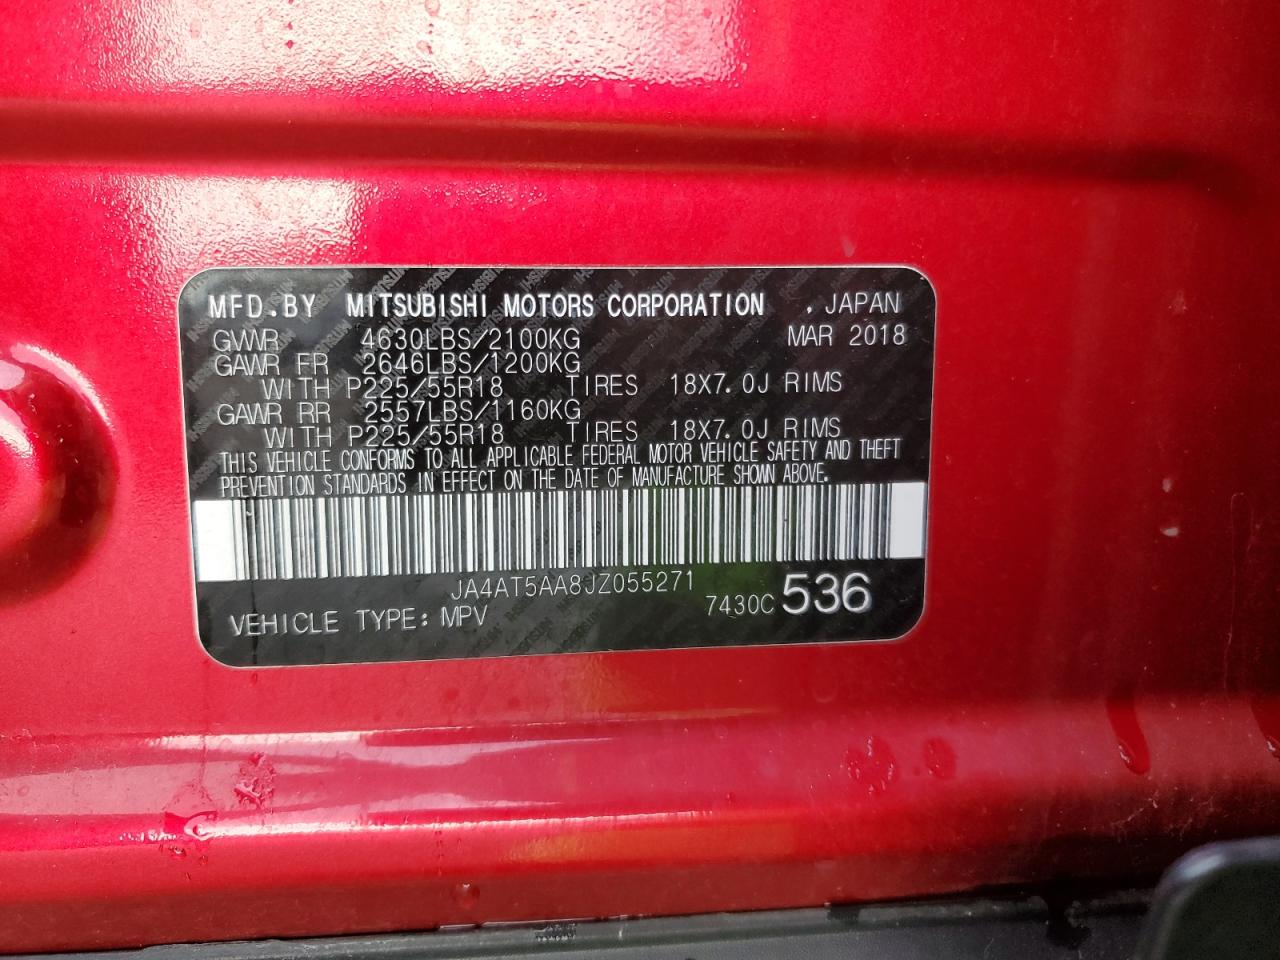 MFD.BY MITSUBISHI MOTORS CORPORATION , JAPAN
GVWR 4630LBS/2100KG MAR 2018
GAWR FR 2646LBS/1200KG
WITH P225/55R18 TIRES 18X7.0J RIMS
GAWR RR 2557LBS/1160KG
WITH P225/55R18 TIRES 18X7.0J RIMS
THIS VEHICLE CONFORMS TO ALL APPLICABLE FEDERAL MOTOR VEHICLE SAFETY AND THEFT
PREVENTION STANDARDS IN EFFECT ON THE DATE OF MANUFACTURE SHOWN ABOVE.
JA4AT5AA8JZ055271
VEHICLE TYPE: MPV 7430C 536